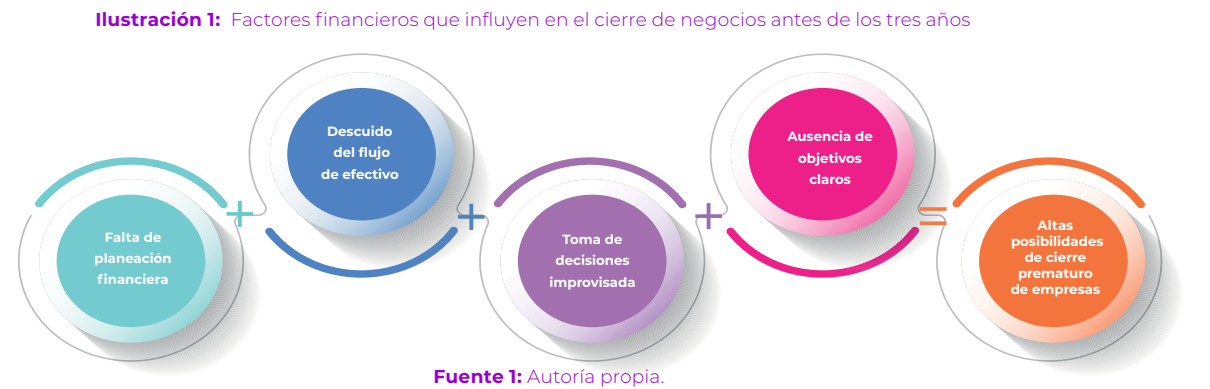 Ilustración 1: Factores financieros que influyen en el cierre de negocios antes de los tres años
Falta de
planeación
financiera
+
Descuido
del flujo
de efectivo
+
Toma de
decisiones
improvisada
+
Ausencia de
objetivos
claros
=
Altas
posibilidades
de cierre
prematuro
de empresas
Fuente 1: Autoría propia.